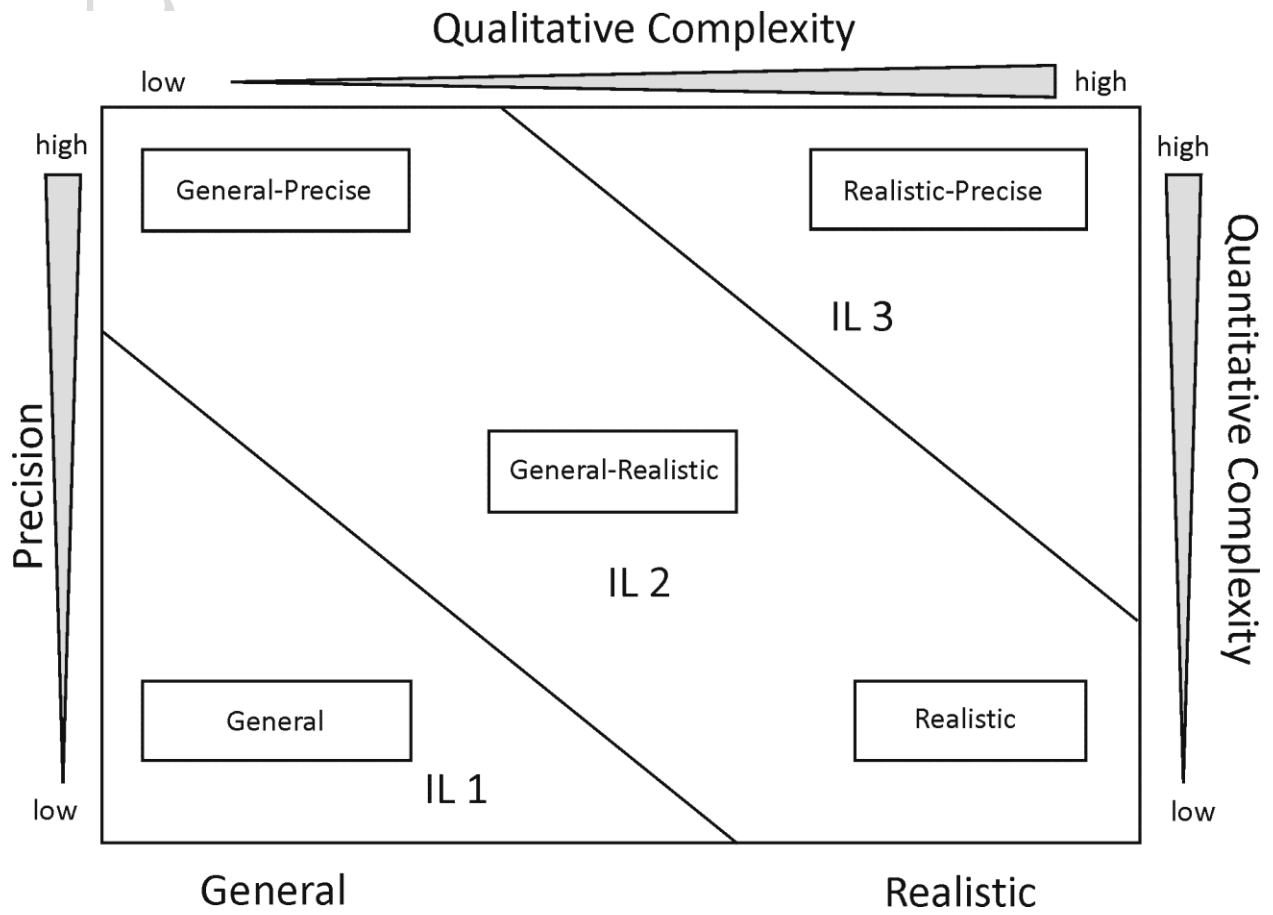 Qualitative Complexity
low
high
high
high
General-Precise
Realistic-Precise
IL 3
Precision
Quantitative Complexity
General-Realistic
IL 2
General
Realistic
IL 1
low
low
General
Realistic